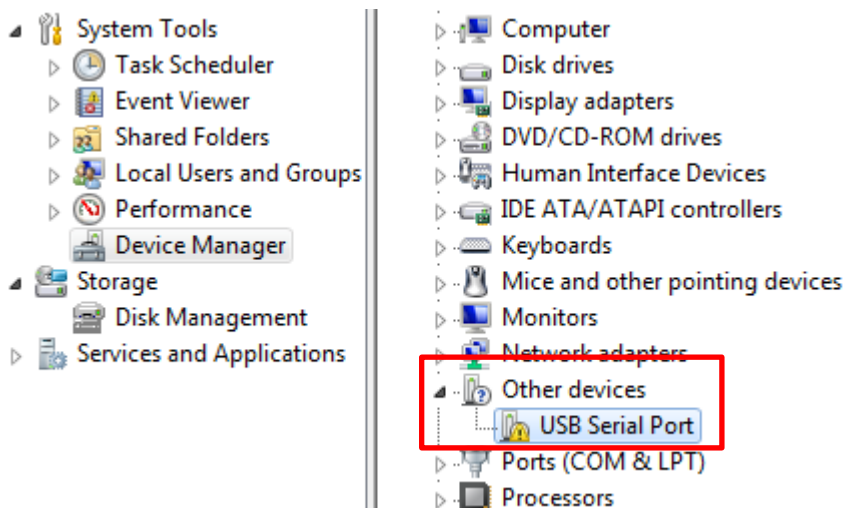 System Tools
Task Scheduler
Event Viewer
Shared Folders
Local Users and Groups
Performance
Device Manager
Storage
Disk Management
Services and Applications
Computer
Disk drives
Display adapters
DVD/CD-ROM drives
Human Interface Devices
IDE ATA/ATAPI controllers
Keyboards
Mice and other pointing devices
Monitors
Network adapters
Other devices
USB Serial Port
Ports (COM & LPT)
Processors